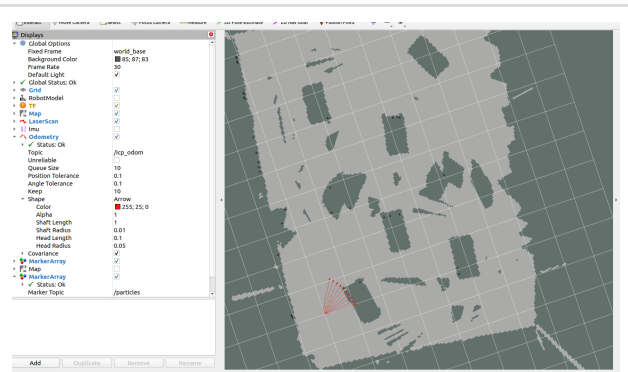 Interact Move Camera Select Focus Camera Measure 2D Pose Estimate 2D Nav Goal Publish Point
Displays
Global Options
Fixed Frame world_base
Background Color 85; 87; 83
Frame Rate 30
Default Light
Global Status: Ok
Grid
RobotModel
TF
Map
LaserScan
Imu
Odometry
Status: Ok
Topic /icp_odom
Unreliable
Queue Size 10
Position Tolerance 0.1
Angle Tolerance 0.1
Keep 10
Shape Arrow
Color 255; 25; 0
Alpha 1
Shaft Length 1
Shaft Radius 0.01
Head Length 0.1
Head Radius 0.05
Covariance
MarkerArray
Map
MarkerArray
Status: Ok
Marker Topic /particles
Add Duplicate Remove Rename